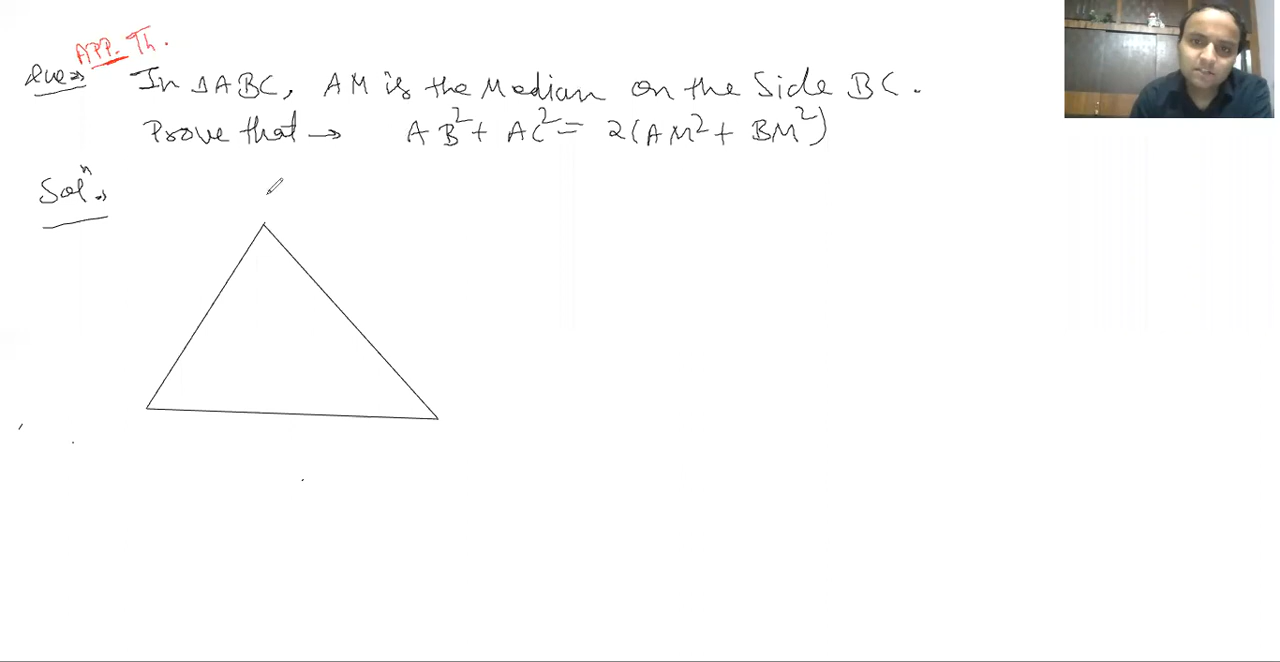 APP. Th.
Que⇒ In ΔABC, AM is the Median on the Side BC.
Prove that → AB²+ AC²= 2(AM²+ BM²)
Solⁿ⇒